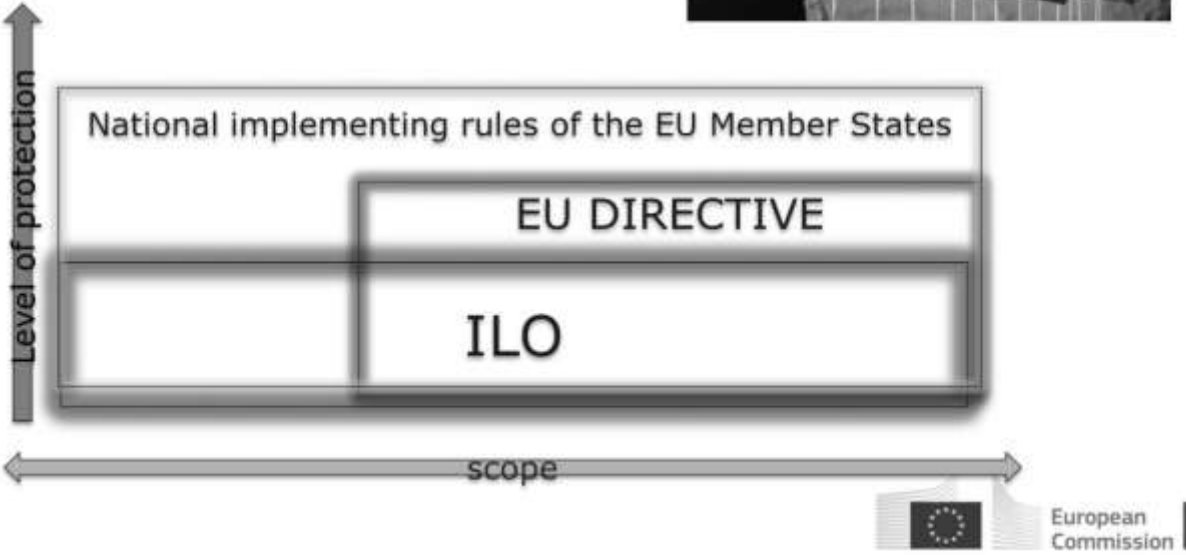 Level of protection
National implementing rules of the EU Member States
EU DIRECTIVE
ILO
scope
European
Commission